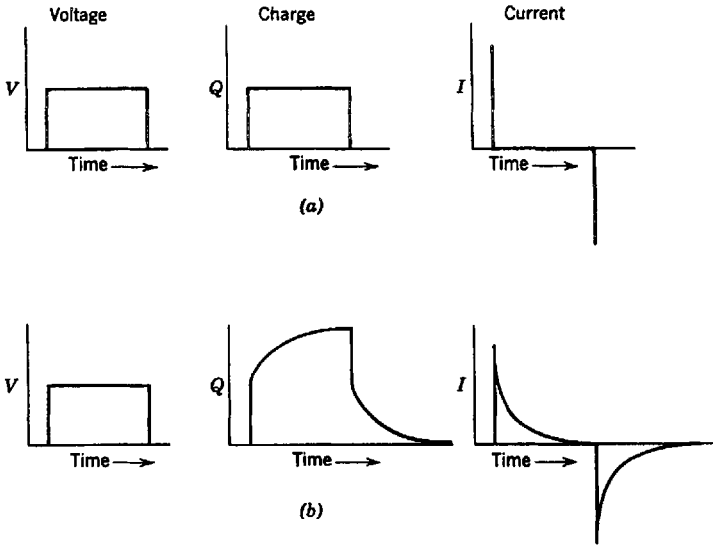 Voltage Charge Current
V Q I
Time Time Time
(a)
V Q I
Time Time Time
(b)